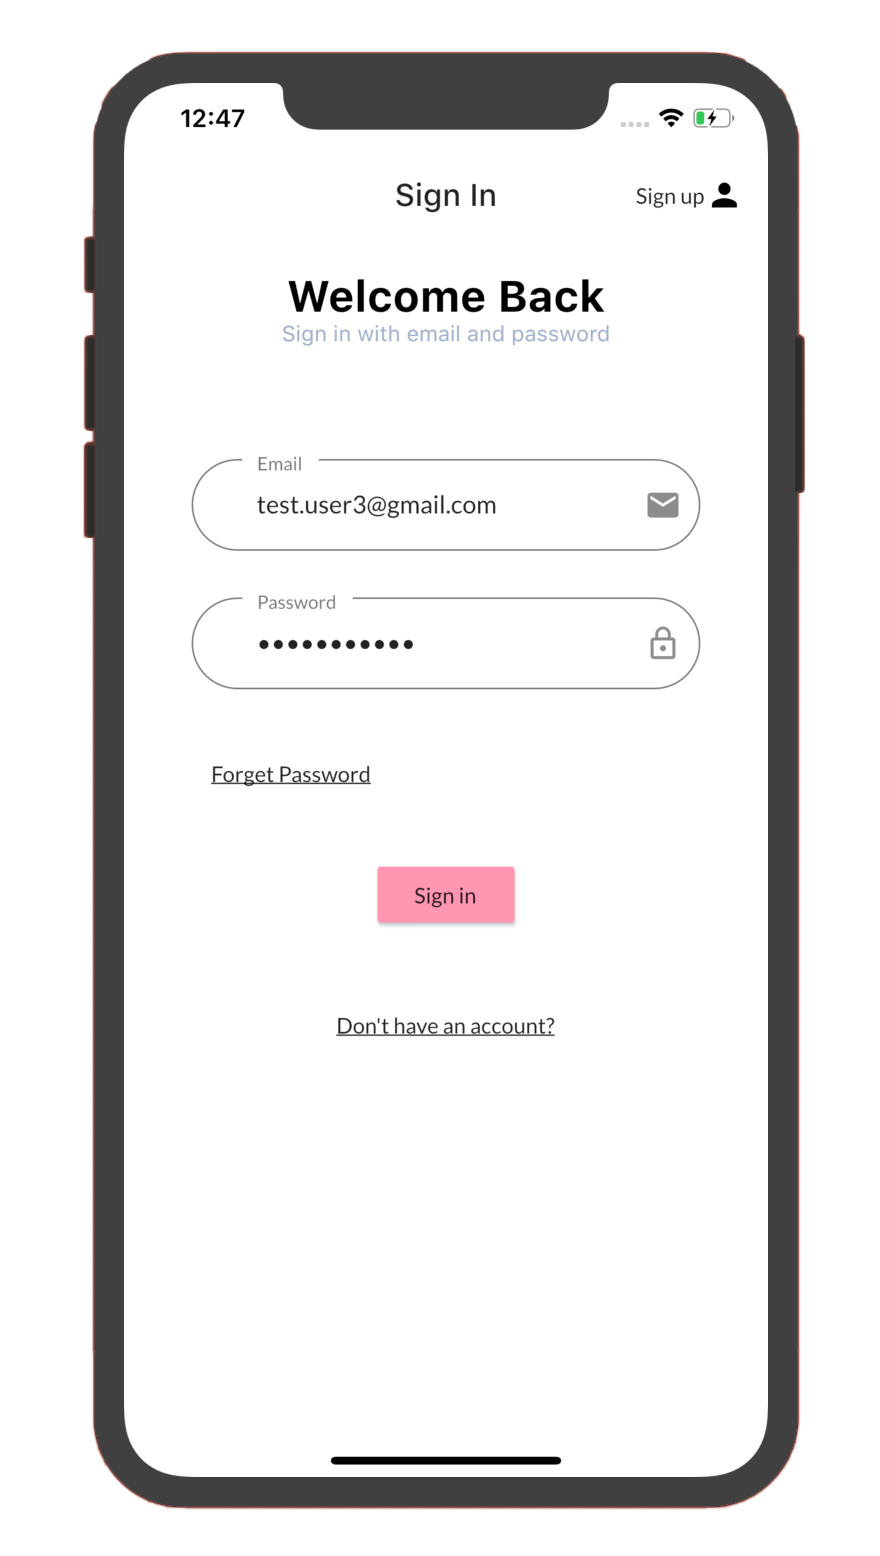 12:47
Sign In
Sign up
Welcome Back
Sign in with email and password
Email
test.user3@gmail.com
Password
•••••••••••
Forget Password
Sign in
Don't have an account?